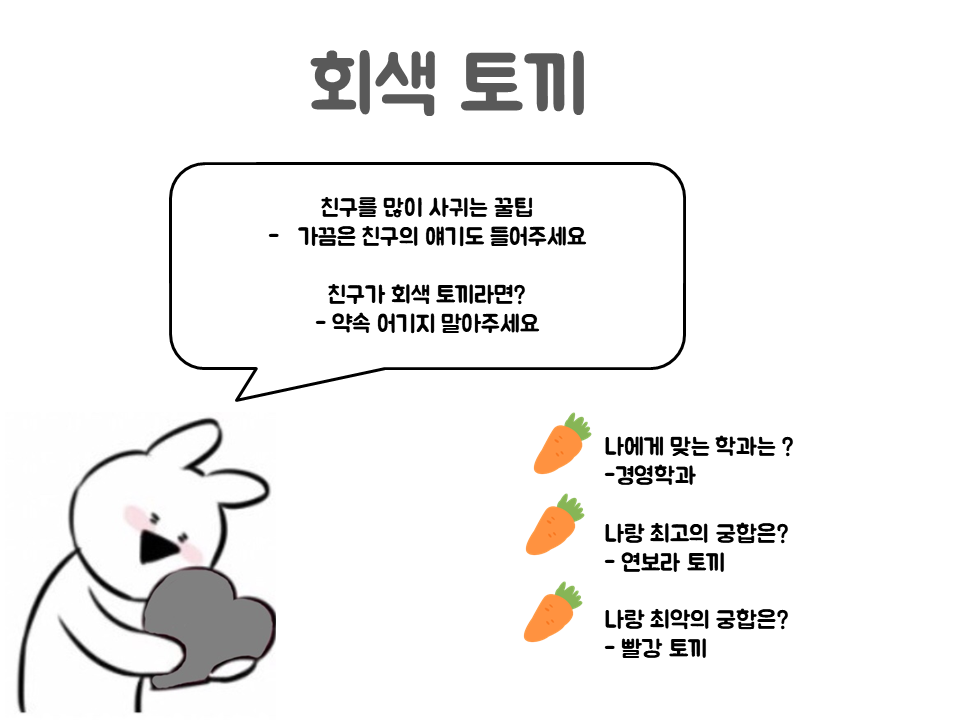 회색 토끼
친구를 많이 사귀는 꿀팁
- 가끔은 친구의 얘기도 들어주세요
친구가 회색 토끼라면?
- 약속 어기지 말아주세요
나에게 맞는 학과는 ?
-경영학과
나랑 최고의 궁합은?
- 연보라 토끼
나랑 최악의 궁합은?
- 빨강 토끼